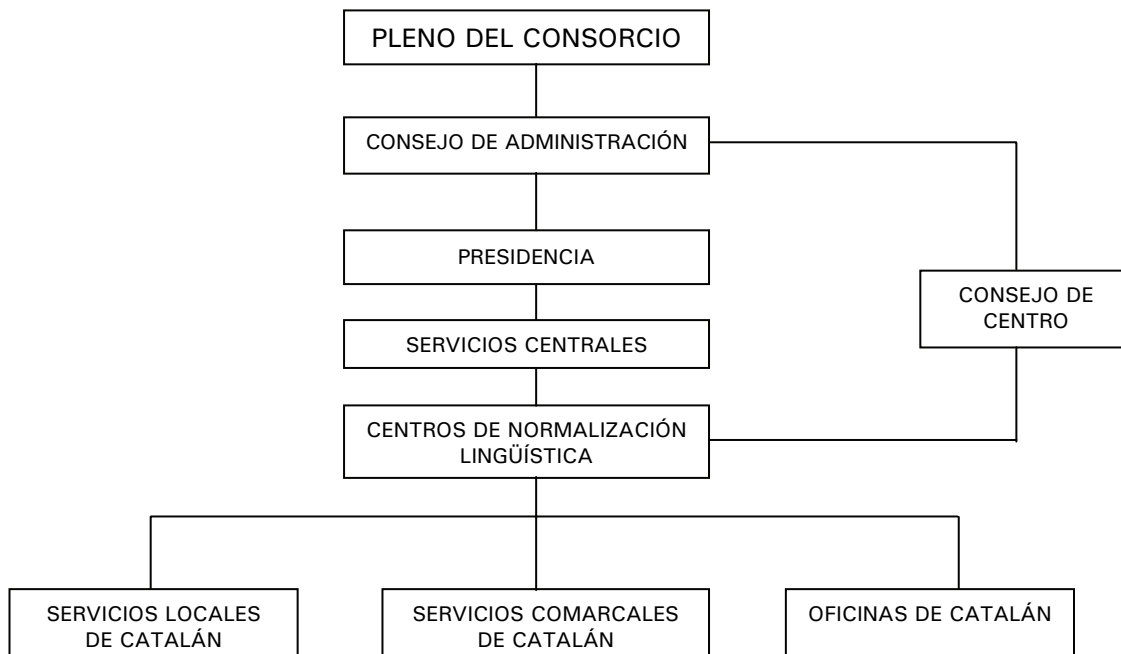 PLENO DEL CONSORCIO
CONSEJO DE ADMINISTRACIÓN
PRESIDENCIA
CONSEJO DE
CENTRO
SERVICIOS CENTRALES
CENTROS DE NORMALIZACIÓN
LINGÜÍSTICA
SERVICIOS LOCALES
DE CATALÁN
SERVICIOS COMARCALES
DE CATALÁN
OFICINAS DE CATALÁN